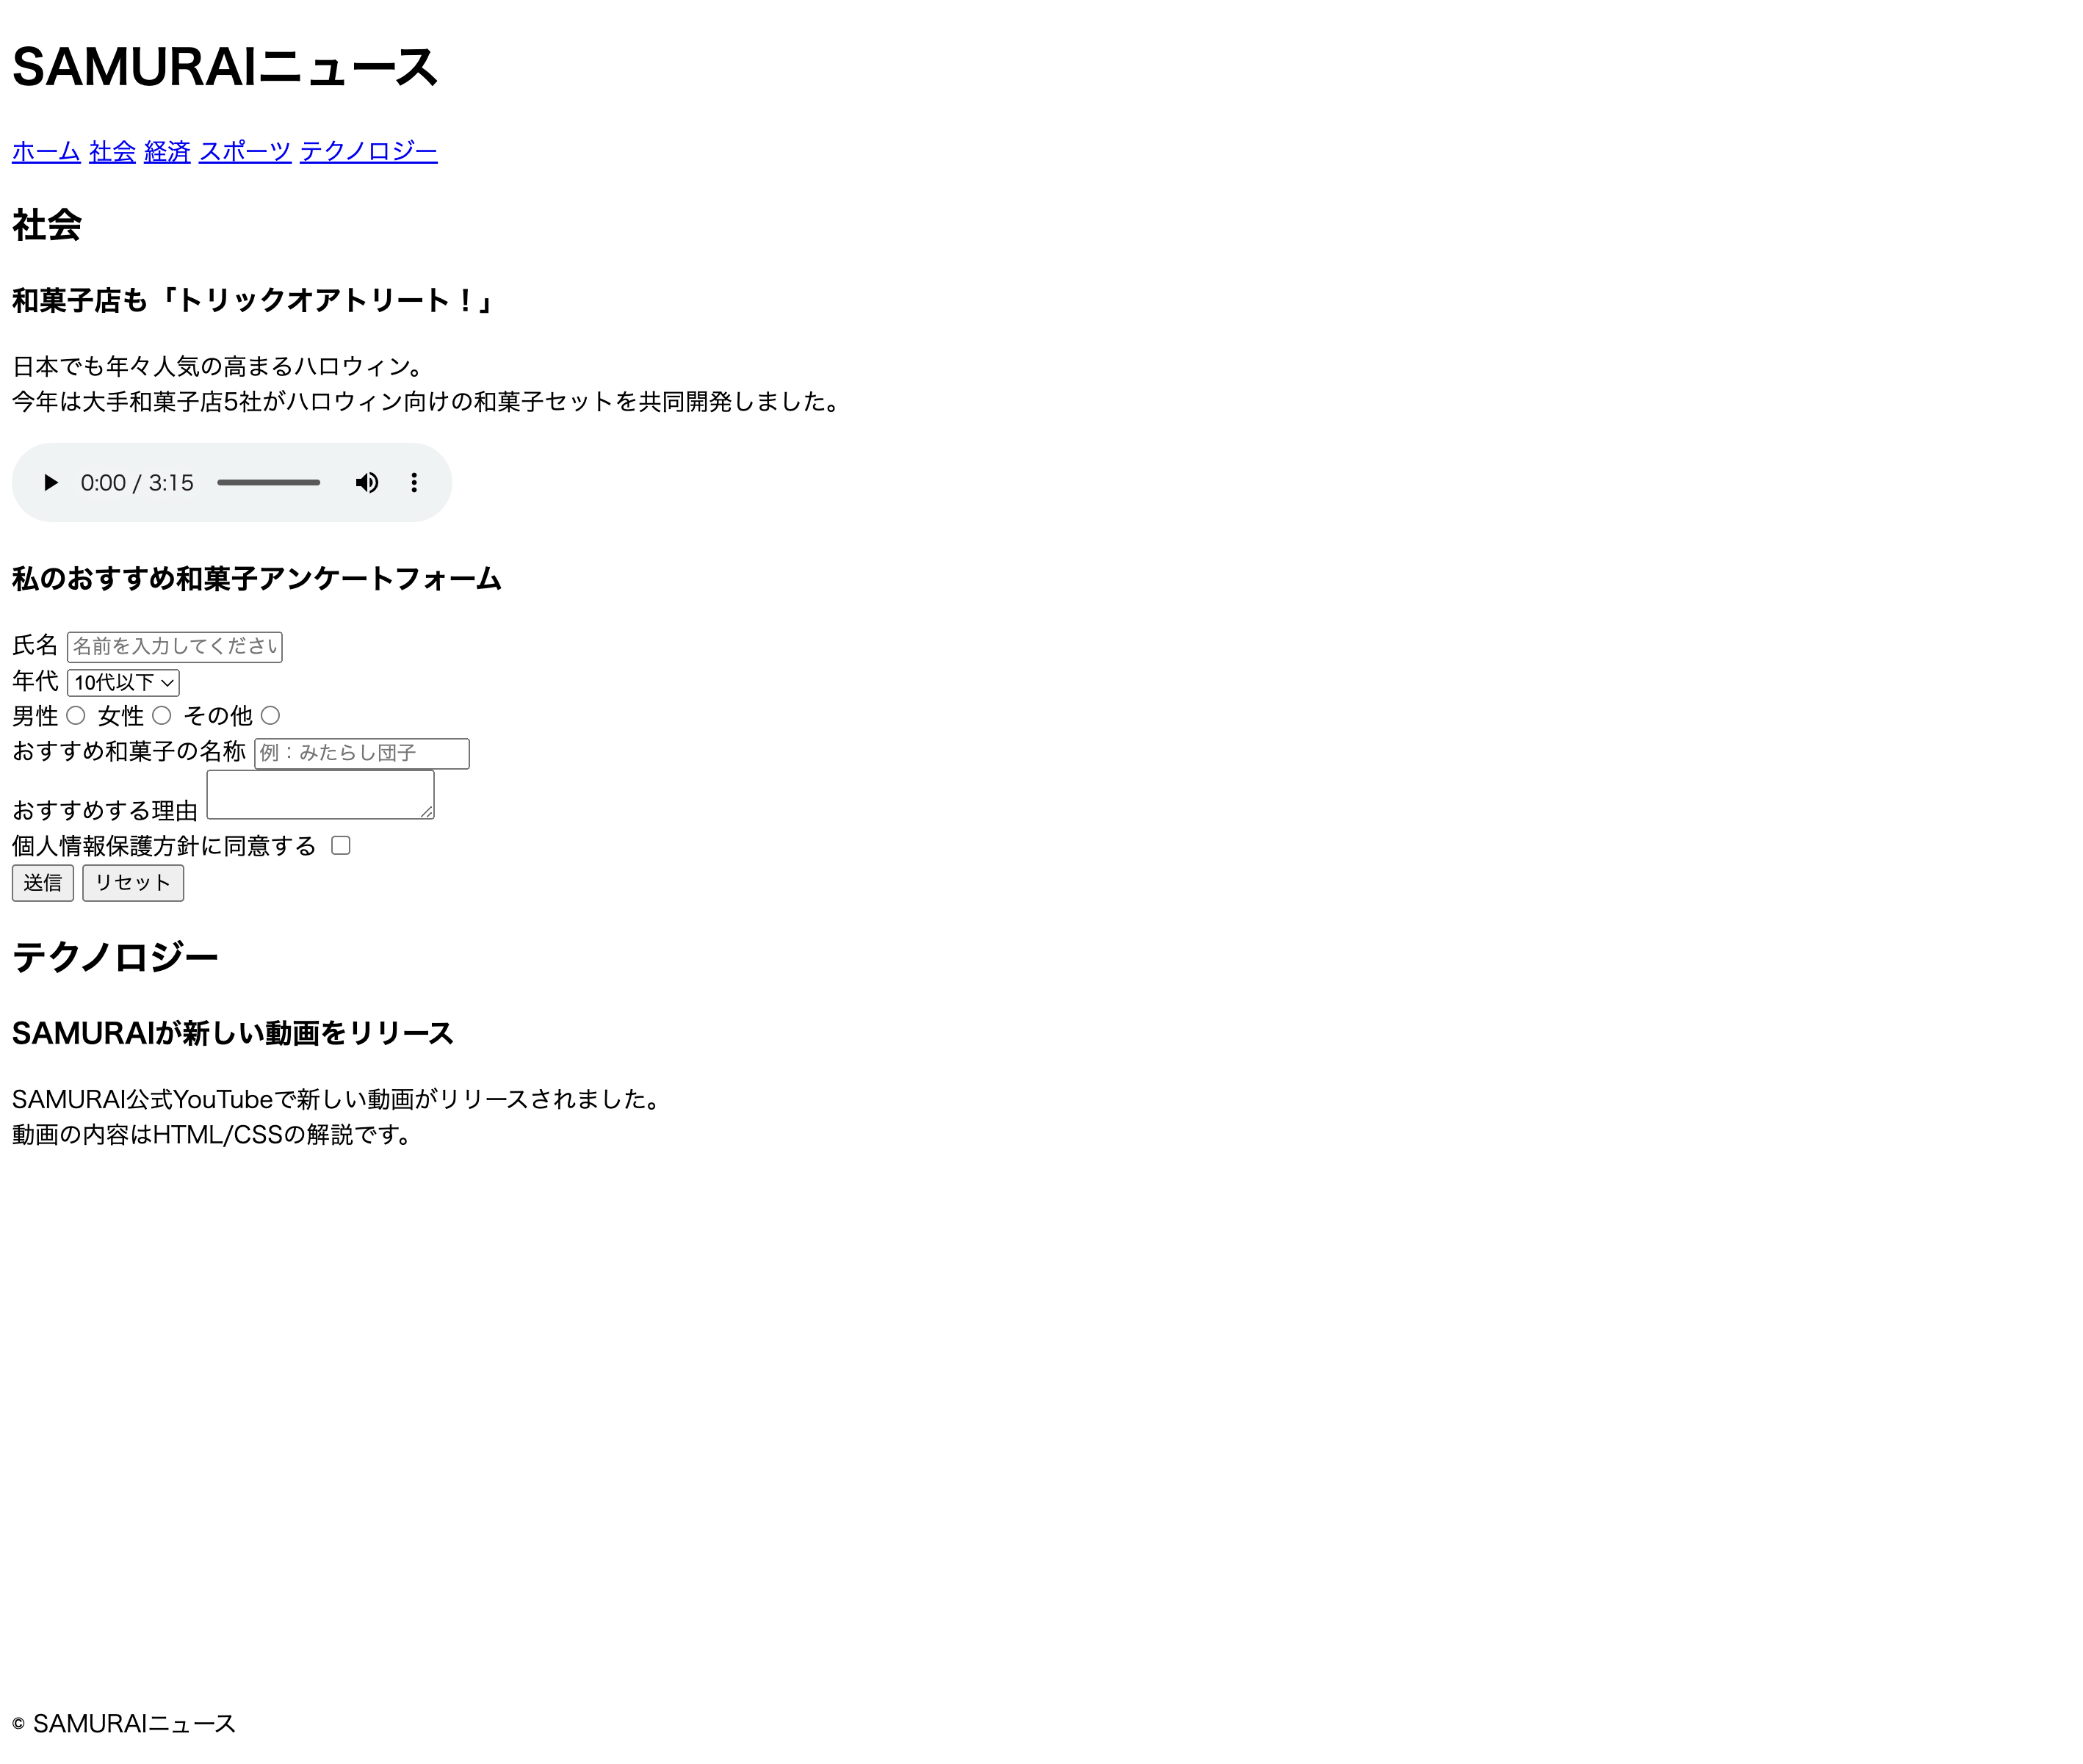 SAMURAIニュース
ホーム 社会 経済 スポーツ テクノロジー
社会
和菓子店も「トリックオアトリート！」
日本でも年々人気の高まるハロウィン。
今年は大手和菓子店5社がハロウィン向けの和菓子セットを共同開発しました。
0:00 / 3:15
私のおすすめ和菓子アンケートフォーム
氏名 名前を入力してください
年代 10代以下
男性 女性 その他
おすすめ和菓子の名称 例：みたらし団子
おすすめする理由
個人情報保護方針に同意する
送信 リセット
テクノロジー
SAMURAIが新しい動画をリリース
SAMURAI公式YouTubeで新しい動画がリリースされました。
動画の内容はHTML/CSSの解説です。
© SAMURAIニュース